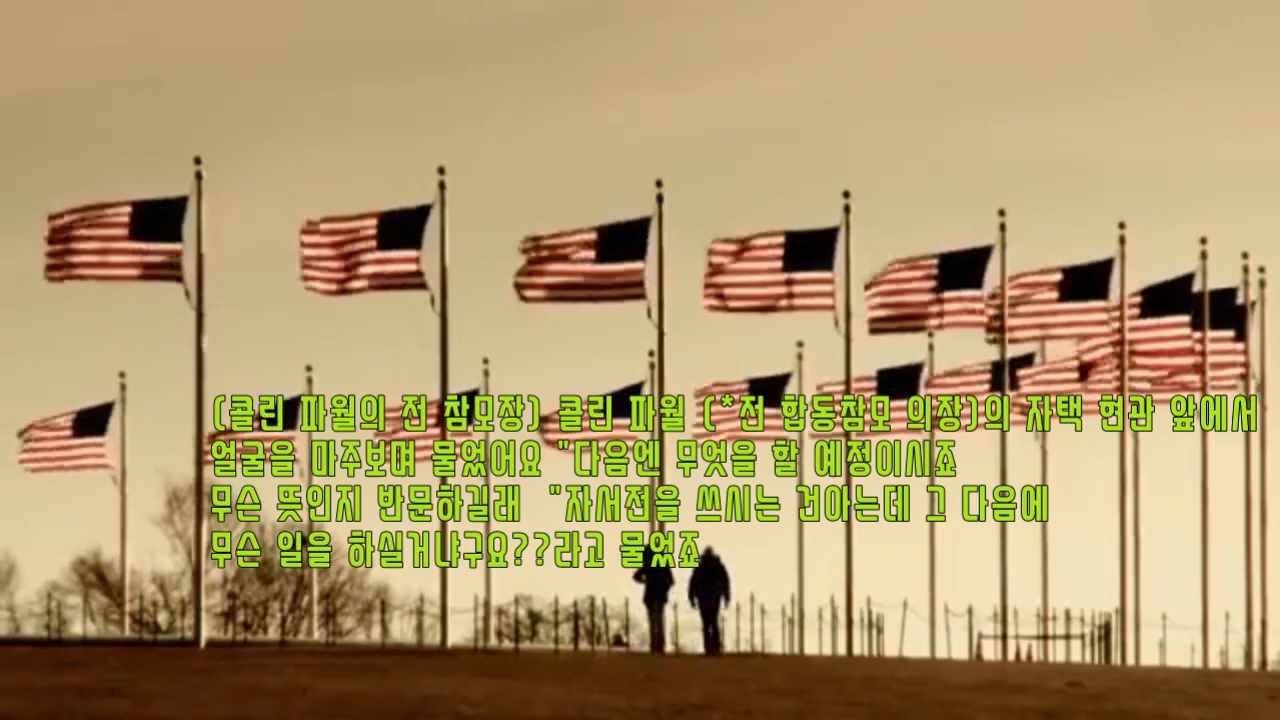 (콜린 파월의 전 참모장) 콜린 파월 (*전 합동참모 의장)의 자택 현관 앞에서
얼굴을 마주보며 물었어요 "다음엔 무엇을 할 예정이시죠
무슨 뜻인지 반문하길래 "자서전을 쓰시는 건아는데 그 다음에
무슨 일을 하실거냐구요??라고 물었죠